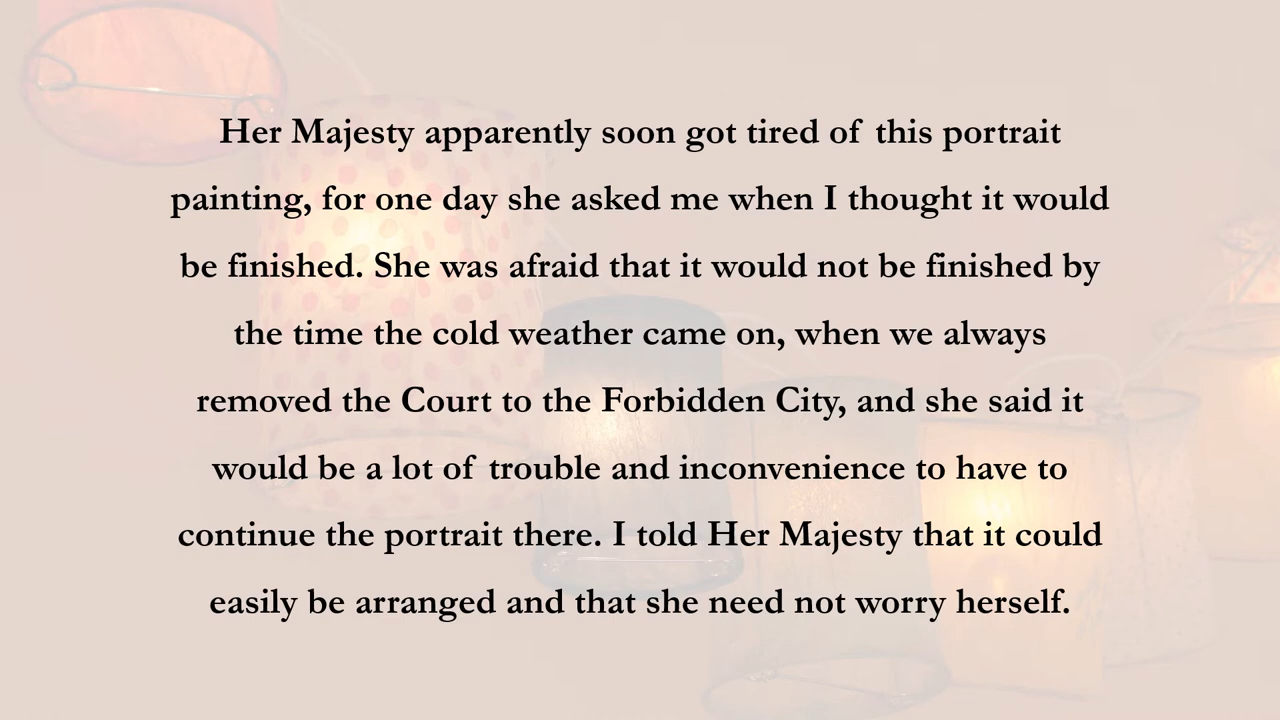 Her Majesty apparently soon got tired of this portrait
painting, for one day she asked me when I thought it would
be finished. She was afraid that it would not be finished by
the time the cold weather came on, when we always
removed the Court to the Forbidden City, and she said it
would be a lot of trouble and inconvenience to have to
continue the portrait there. I told Her Majesty that it could
easily be arranged and that she need not worry herself.